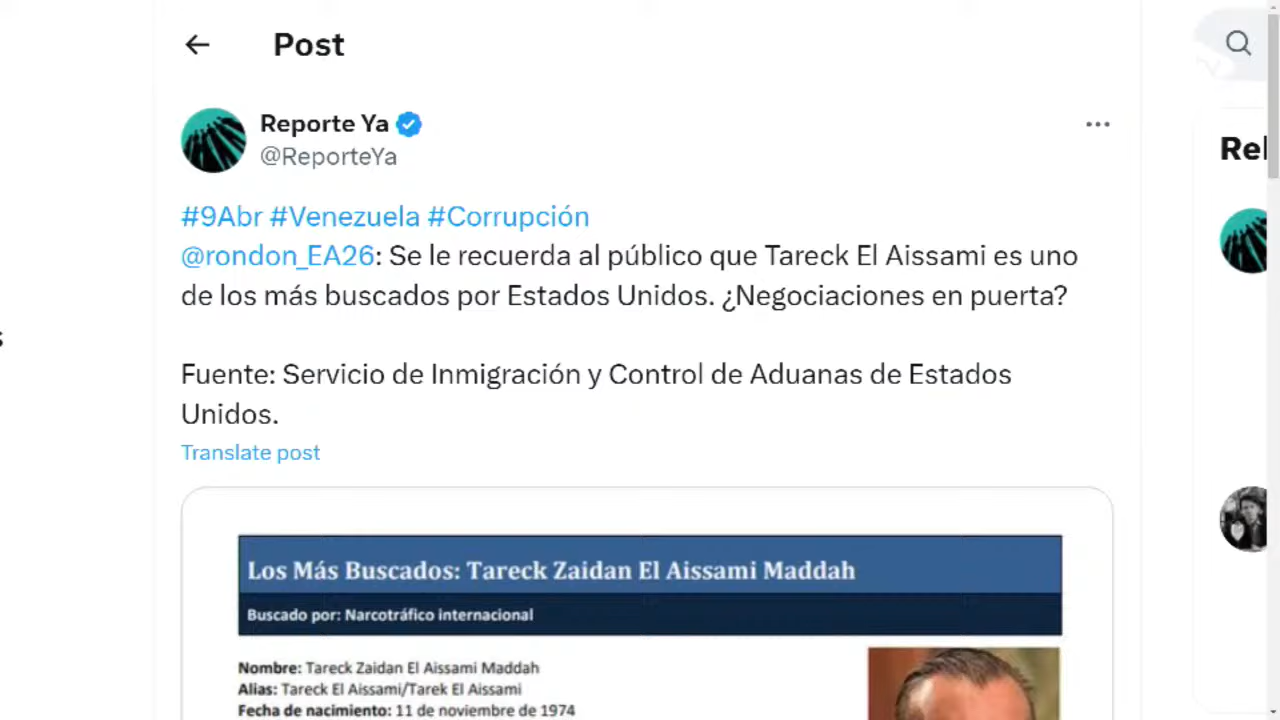 Post
Reporte Ya
@ReporteYa
#9Abr #Venezuela #Corrupción
@rondon_EA26: Se le recuerda al público que Tareck El Aissami es uno
de los más buscados por Estados Unidos. ¿Negociaciones en puerta?
Fuente: Servicio de Inmigración y Control de Aduanas de Estados
Unidos.
Translate post
Los Más Buscados: Tareck Zaidan El Aissami Maddah
Buscado por: Narcotráfico internacional
Nombre: Tareck Zaidan El Aissami Maddah
Alias: Tareck El Aissami/Tarek El Aissami
Fecha de nacimiento: 11 de noviembre de 1974